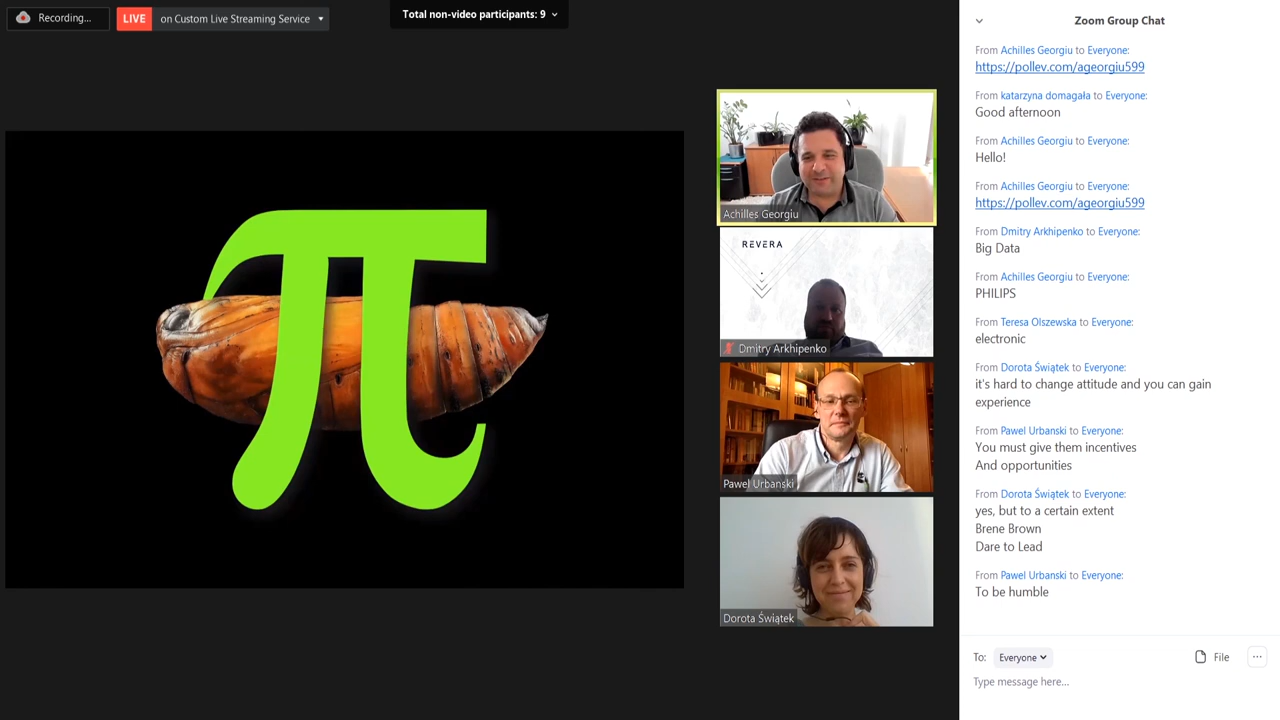 Recording...
LIVE
on Custom Live Streaming Service
Total non-video participants: 9
π
Achilles Georgiu
REVERA
Dmitry Arkhipenko
Pawel Urbanski
Dorota Świątek
Zoom Group Chat
From Achilles Georgiu to Everyone:
https://pollev.com/ageorgiu599
From katarzyna domagała to Everyone:
Good afternoon
From Achilles Georgiu to Everyone:
Hello!
From Achilles Georgiu to Everyone:
https://pollev.com/ageorgiu599
From Dmitry Arkhipenko to Everyone:
Big Data
From Achilles Georgiu to Everyone:
PHILIPS
From Teresa Olszewska to Everyone:
electronic
From Dorota Świątek to Everyone:
it's hard to change attitude and you can gain
experience
From Pawel Urbanski to Everyone:
You must give them incentives
And opportunities
From Dorota Świątek to Everyone:
yes, but to a certain extent
Brene Brown
Dare to Lead
From Pawel Urbanski to Everyone:
To be humble
To: Everyone File ...
Type message here...